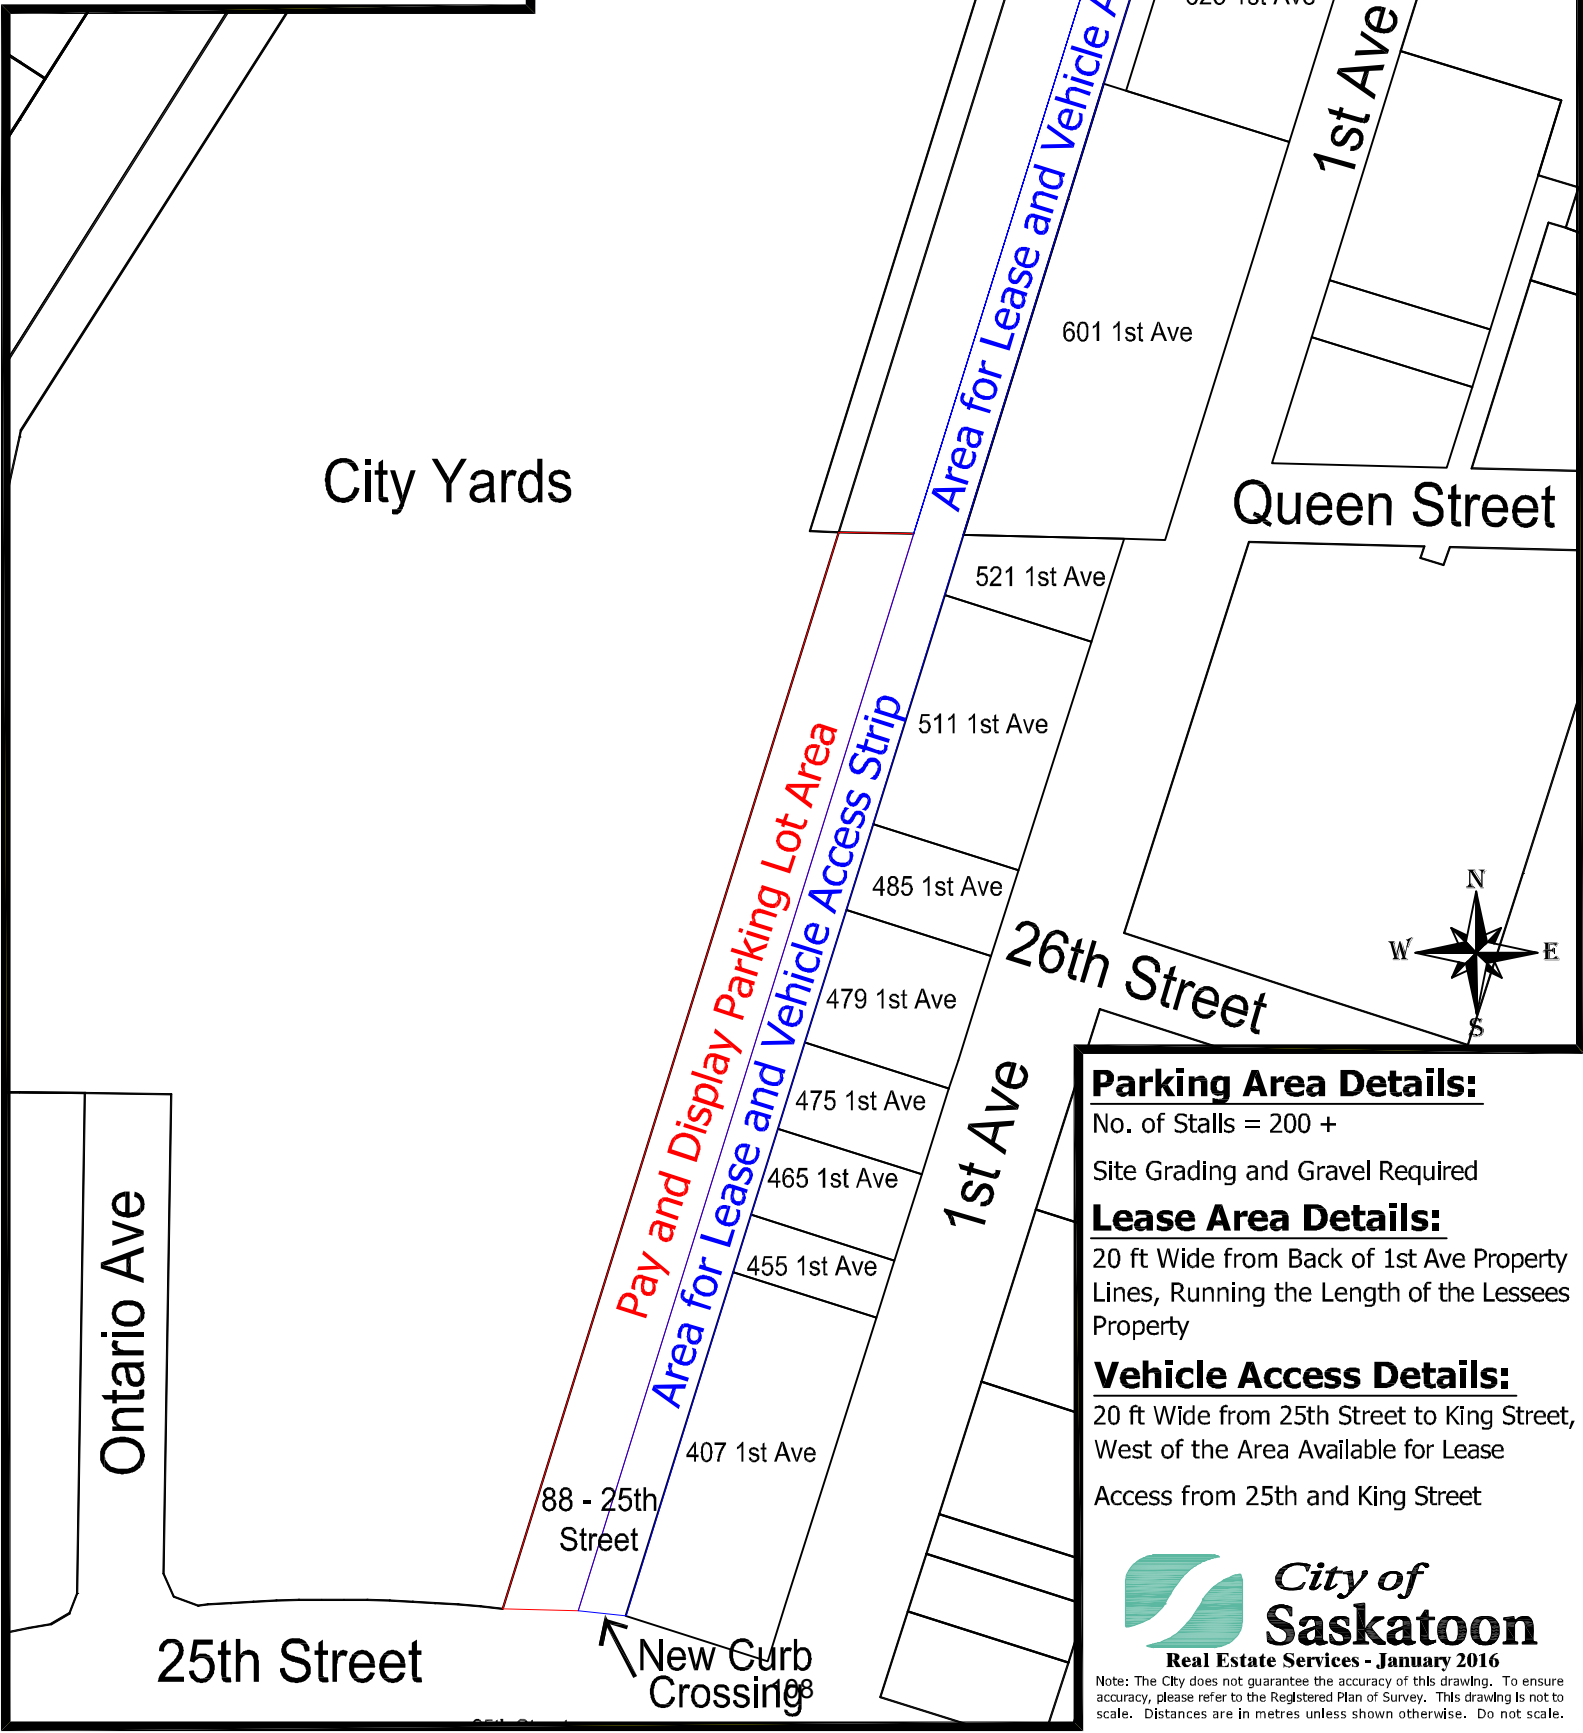 1st Ave
Area for Lease and Vehicle
601 1st Ave
City Yards
Queen Street
521 1st Ave
511 1st Ave
Pay and Display Parking Lot Area
Area for Lease and Vehicle Access Strip
485 1st Ave
26th Street
479 1st Ave
475 1st Ave
465 1st Ave
455 1st Ave
1st Ave
407 1st Ave
N
W
E
S
Ontario Ave
88 - 25th
Street
25th Street
New Curb
Crossing
108
Parking Area Details:
No. of Stalls = 200 +
Site Grading and Gravel Required
Lease Area Details:
20 ft Wide from Back of 1st Ave Property
Lines, Running the Length of the Lessees
Property
Vehicle Access Details:
20 ft Wide from 25th Street to King Street,
West of the Area Available for Lease
Access from 25th and King Street
City of
Saskatoon
Real Estate Services - January 2016
Note: The City does not guarantee the accuracy of this drawing. To ensure
accuracy, please refer to the Registered Plan of Survey. This drawing is not to
scale. Distances are in metres unless shown otherwise. Do not scale.